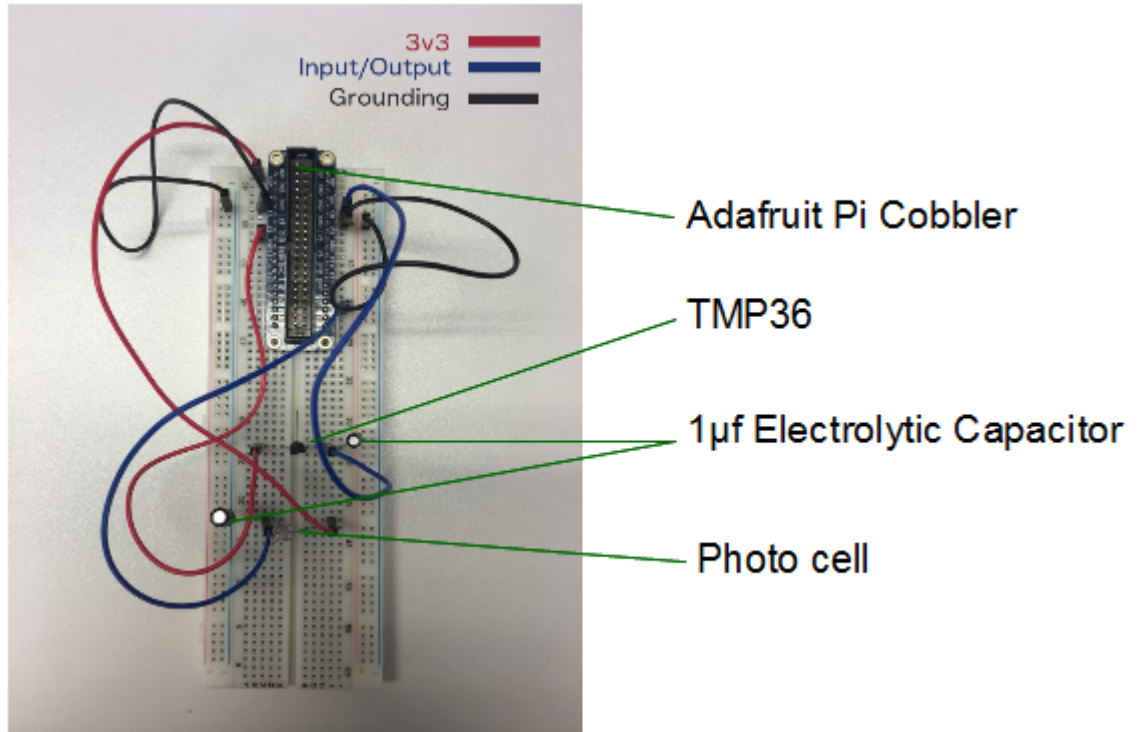 3v3
Input/Output
Grounding
Adafruit Pi Cobbler
TMP36
1µf Electrolytic Capacitor
Photo cell